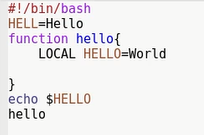 #!/bin/bash
HELL=Hello
function hello{
    LOCAL HELLO=World

}
echo $HELLO
hello